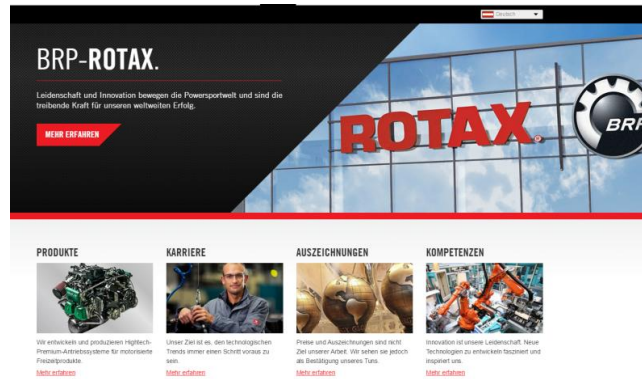 Deutsch
BRP-ROTAX.
Leidenschaft und Innovation bewegen die Powersportwelt und sind die
treibende Kraft für unseren weltweiten Erfolg.
MEHR ERFAHREN
ROTAX
BRP
PRODUKTE
Wir entwickeln und produzieren Hightech-
Premium-Antriebssysteme für motorisierte
Freizeitprodukte
Mehr erfahren
KARRIERE
Unser Ziel ist es, den technologischen
Trends immer einen Schritt voraus zu
sein.
Mehr erfahren
AUSZEICHNUNGEN
Preise und Auszeichnungen sind nicht
Ziel unserer Arbeit. Wir sehen sie jedoch
als Bestätigung unseres Tuns.
Mehr erfahren
KOMPETENZEN
Innovation ist unsere Leidenschaft. Neue
Technologien zu entwickeln fasziniert und
inspiriert uns.
Mehr erfahren